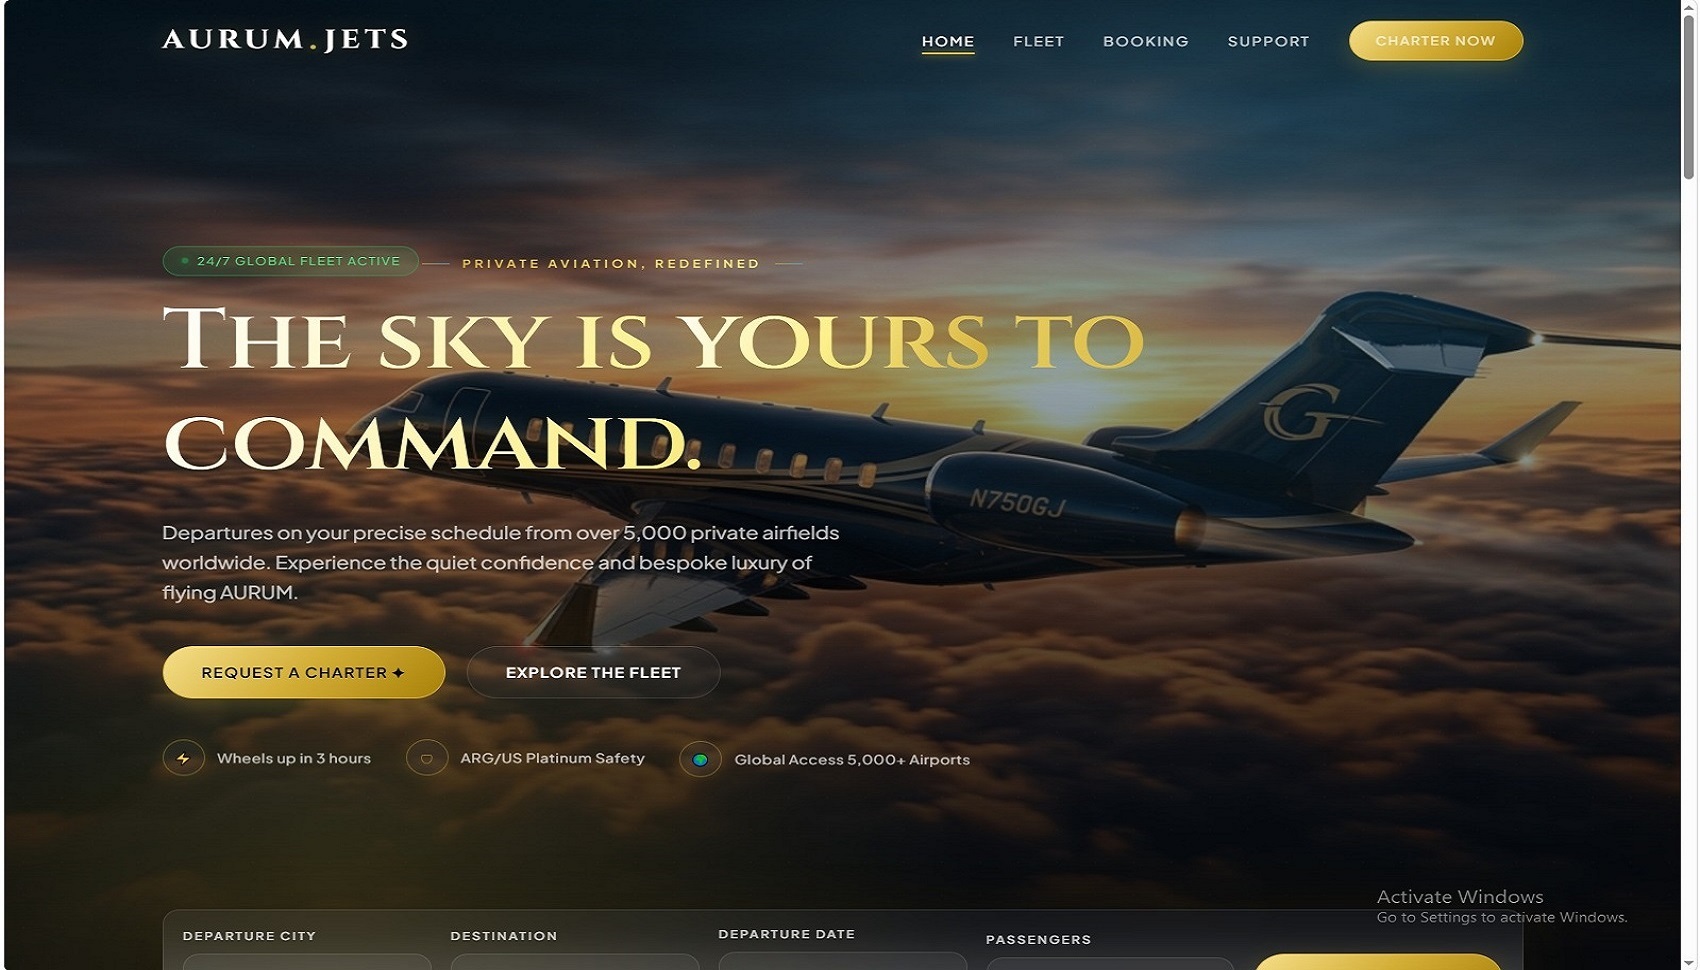 AURUM.JETS
HOME
FLEET
BOOKING
SUPPORT
CHARTER NOW
24/7 GLOBAL FLEET ACTIVE
PRIVATE AVIATION, REDEFINED
THE SKY IS YOURS TO
COMMAND.
G
N750GJ
Departures on your precise schedule from over 5,000 private airfields
worldwide. Experience the quiet confidence and bespoke luxury of
flying AURUM.
REQUEST A CHARTER ✦
EXPLORE THE FLEET
Wheels up in 3 hours
ARG/US Platinum Safety
Global Access 5,000+ Airports
Activate Windows
Go to Settings to activate Windows.
DEPARTURE CITY
DESTINATION
DEPARTURE DATE
PASSENGERS